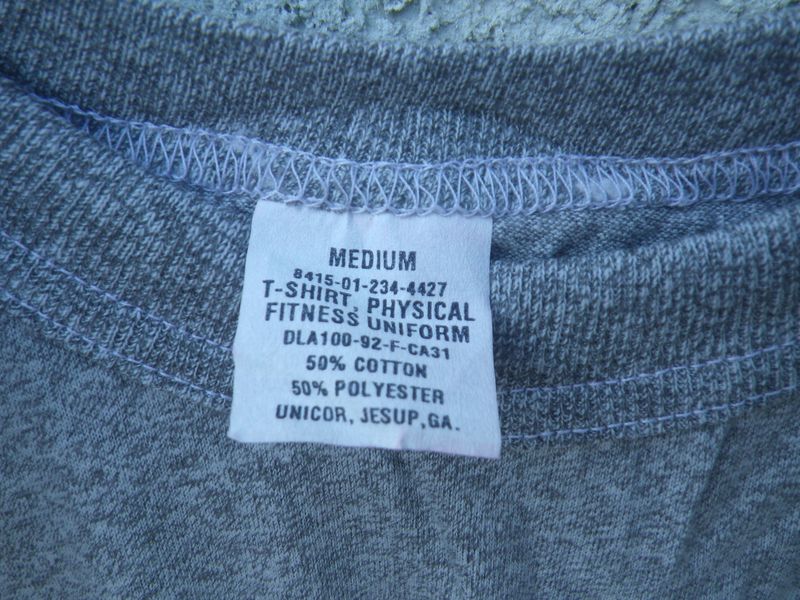 MEDIUM
8415-01-234-4427
T-SHIRT, PHYSICAL
FITNESS UNIFORM
DLA100-92-F-CA31
50% COTTON
50% POLYESTER
UNICOR, JESUP,GA.